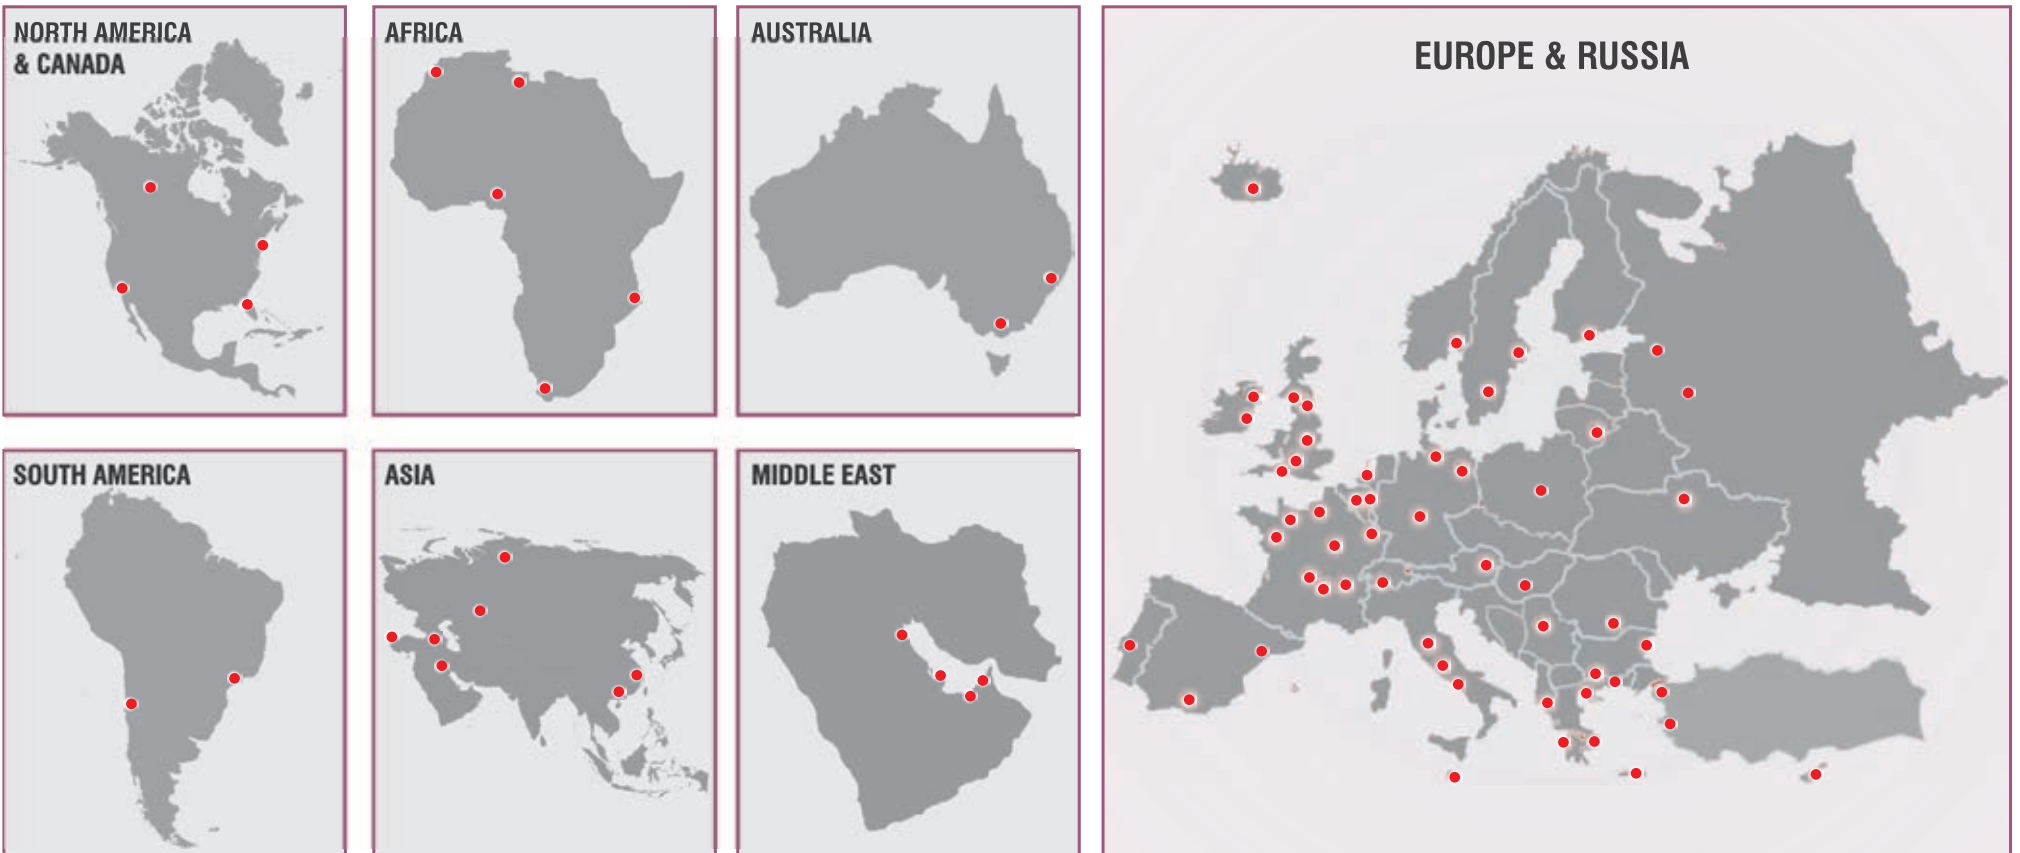 NORTH AMERICA
& CANADA
AFRICA
AUSTRALIA
EUROPE & RUSSIA
SOUTH AMERICA
ASIA
MIDDLE EAST